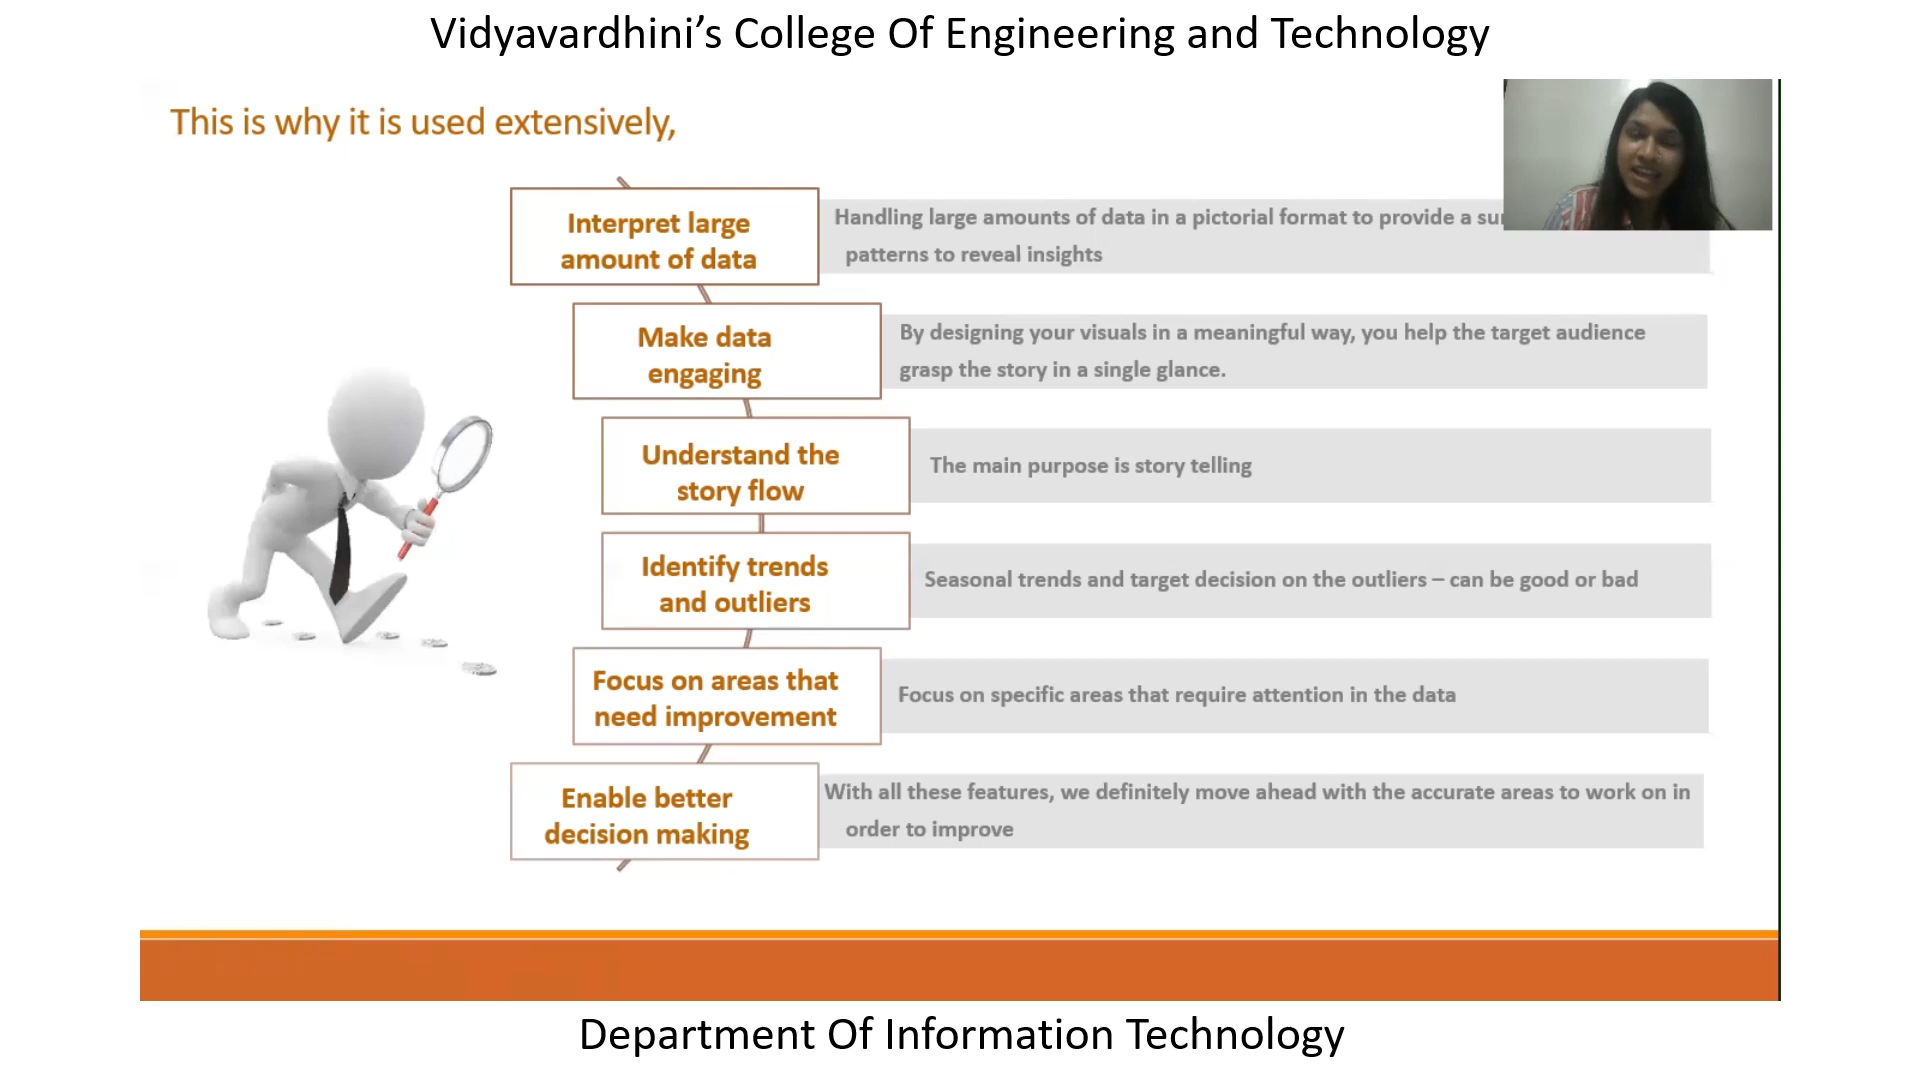 Vidyavardhini’s College Of Engineering and Technology
This is why it is used extensively,
Interpret large
amount of data
Handling large amounts of data in a pictorial format to provide a
patterns to reveal insights
Make data
engaging
By designing your visuals in a meaningful way, you help the target audience
grasp the story in a single glance.
Understand the
story flow
The main purpose is story telling
Identify trends
and outliers
Seasonal trends and target decision on the outliers – can be good or bad
Focus on areas that
need improvement
Focus on specific areas that require attention in the data
Enable better
decision making
With all these features, we definitely move ahead with the accurate areas to work on in
order to improve
Department Of Information Technology